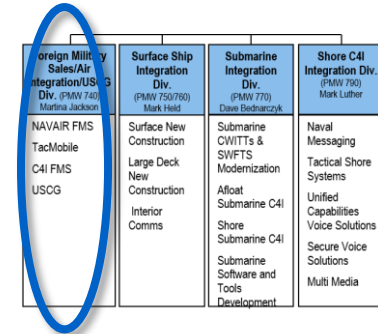 Foreign Military
Sales/Air
Integration/USCG
Div. (PMW 740)
Martina Jackson
NAVAIR FMS
TacMobile
C4I FMS
USCG
Surface Ship
Integration
Div.
(PMW 750/760)
Mark Held
Surface New
Construction
Large Deck
New
Construction
Interior
Comms
Submarine
Integration
Div.
(PMW 770)
Dave Bednarczyk
Submarine
CWITTs &
SWFTS
Modernization
Afloat
Submarine C4I
Shore
Submarine C4I
Submarine
Software and
Tools
Development
Shore C4I
Integration Div.
(PMW 790)
Mark Luther
Naval
Messaging
Tactical Shore
Systems
Unified
Capabilities
Voice Solutions
Secure Voice
Solutions
Multi Media